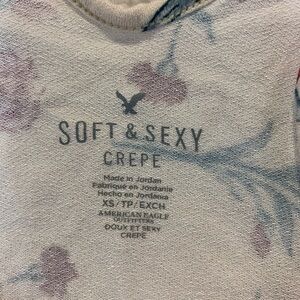 SOFT & SEXY
CREPE
Made in Jordan
Fabriqué en Jordanie
Hecho en Jordania
XS / TP / EXCH
AMERICAN EAGLE
OUTFITTERS
DOUX ET SEXY
CREPE